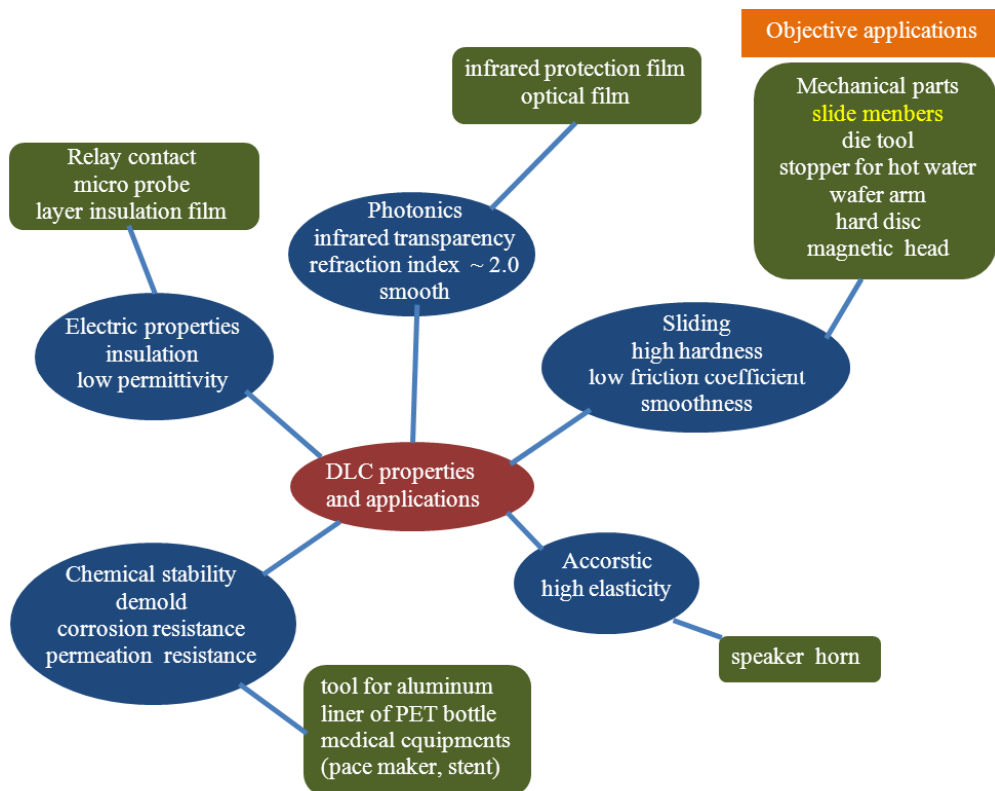 Objective applications
infrared protection film
optical film
Mechanical parts
slide menbers
die tool
stopper for hot water
wafer arm
hard disc
magnetic head
Relay contact
micro probe
layer insulation film
Photonics
infrared transparency
refraction index ~ 2.0
smooth
Electric properties
insulation
low permittivity
Sliding
high hardness
low friction coefficient
smoothness
DLC properties
and applications
Chemical stability
demold
corrosion resistance
permeation resistance
Accorstic
high elasticity
speaker horn
tool for aluminum
liner of PET bottle
medical equipments
(pace maker, stent)